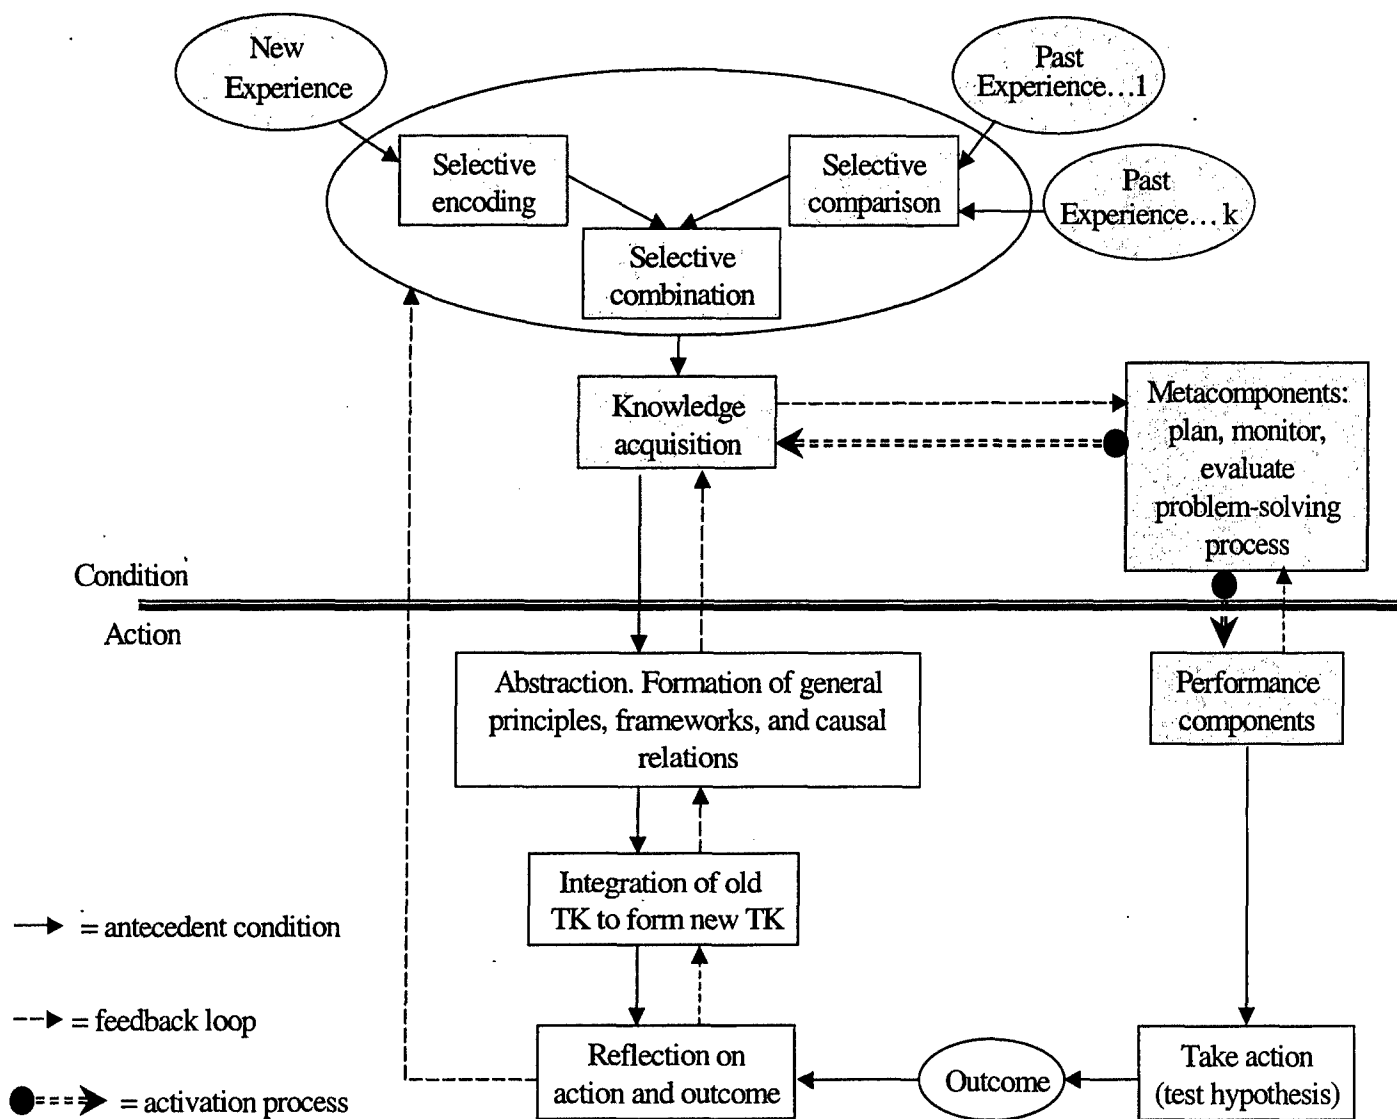 New
Experience
Past
Experience...1
Selective
encoding
Selective
comparison
Past
Experience... k
Selective
combination
Knowledge
acquisition
Metacomponents:
plan, monitor,
evaluate
problem-solving
process
Condition
Action
Abstraction. Formation of general
principles, frameworks, and causal
relations
Performance
components
Integration of old
TK to form new TK
= antecedent condition
= feedback loop
= activation process
Reflection on
action and outcome
Outcome
Take action
(test hypothesis)